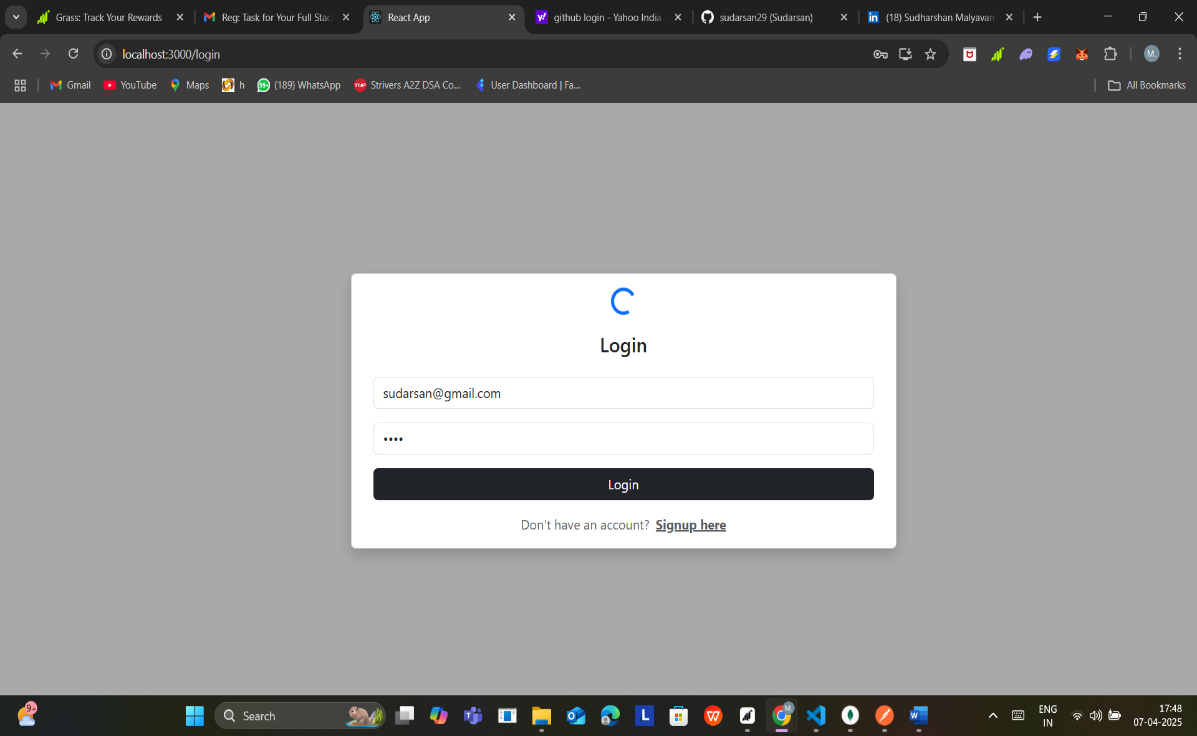 Grass: Track Your Rewards
Reg: Task for Your Full Stac
React App
github login - Yahoo India
sudarsan29 (Sudarsan)
(18) Sudharshan Malyavan
localhost:3000/login
M.
Gmail
YouTube
Maps
h
99+
(189) WhatsApp
TUF
Strivers A2Z DSA Co...
User Dashboard | Fa...
All Bookmarks
Login
sudarsan@gmail.com
••••
Login
Don't have an account? Signup here
9+
Search
L
W
M
W
ENG
IN
17:48
07-04-2025